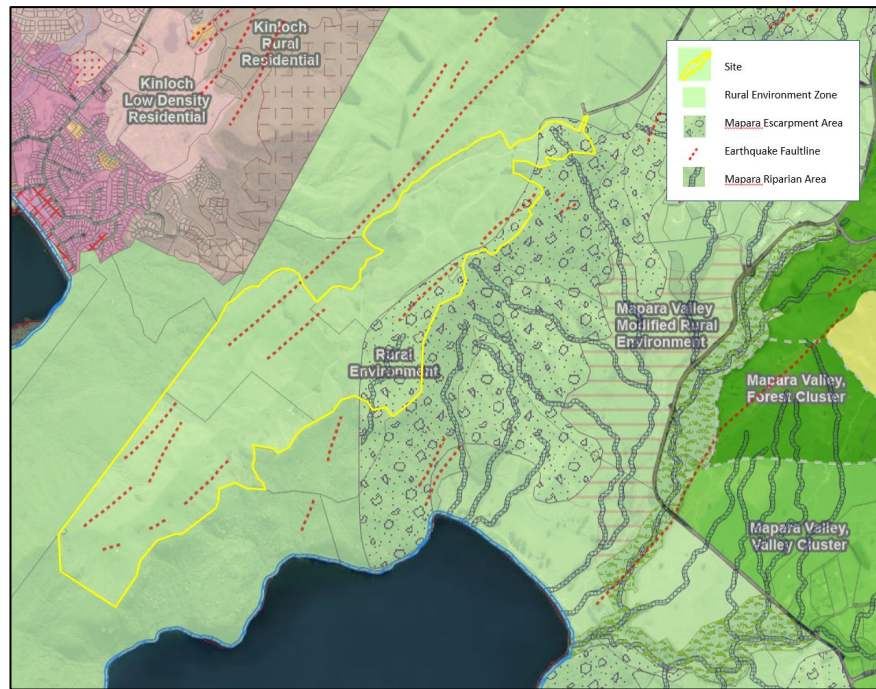 Kinloch
Rural
Residential
Kinloch
Low Density
Residential
Site
Rural Environment Zone
Mapara Escarpment Area
Earthquake Faultline
Mapara Riparian Area
Rural
Environment
Mapara Valley
Modified Rural
Environment
Mapara Valley,
Forest Cluster
Mapara Valley,
Valley Cluster